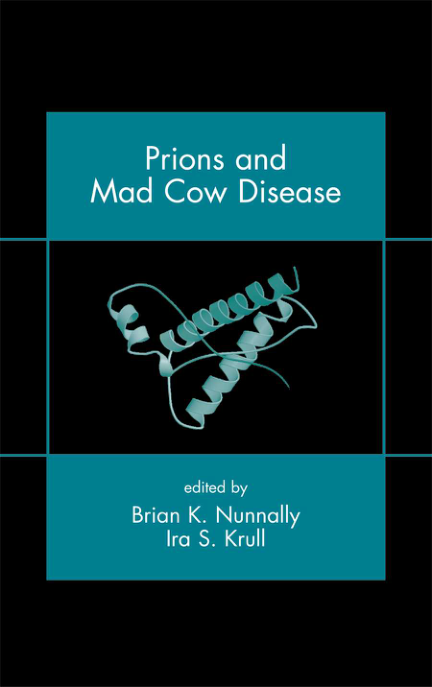 Prions and
Mad Cow Disease
edited by
Brian K. Nunnally
Ira S. Krull